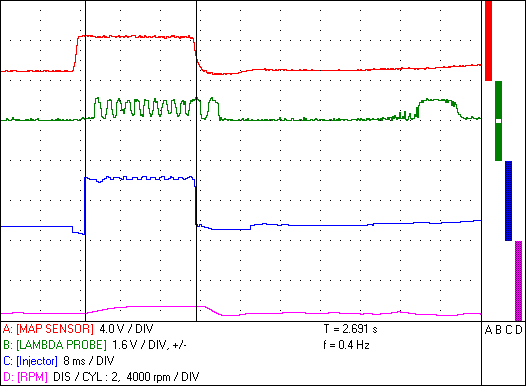 A: [MAP SENSOR] 4.0 V / DIV T = 2.691 s A B C D
B: [LAMBDA PROBE] 1.6 V / DIV, +/- f = 0.4 Hz
C: [Injector] 8 ms / DIV
D: [RPM] DIS / CYL : 2, 4000 rpm / DIV